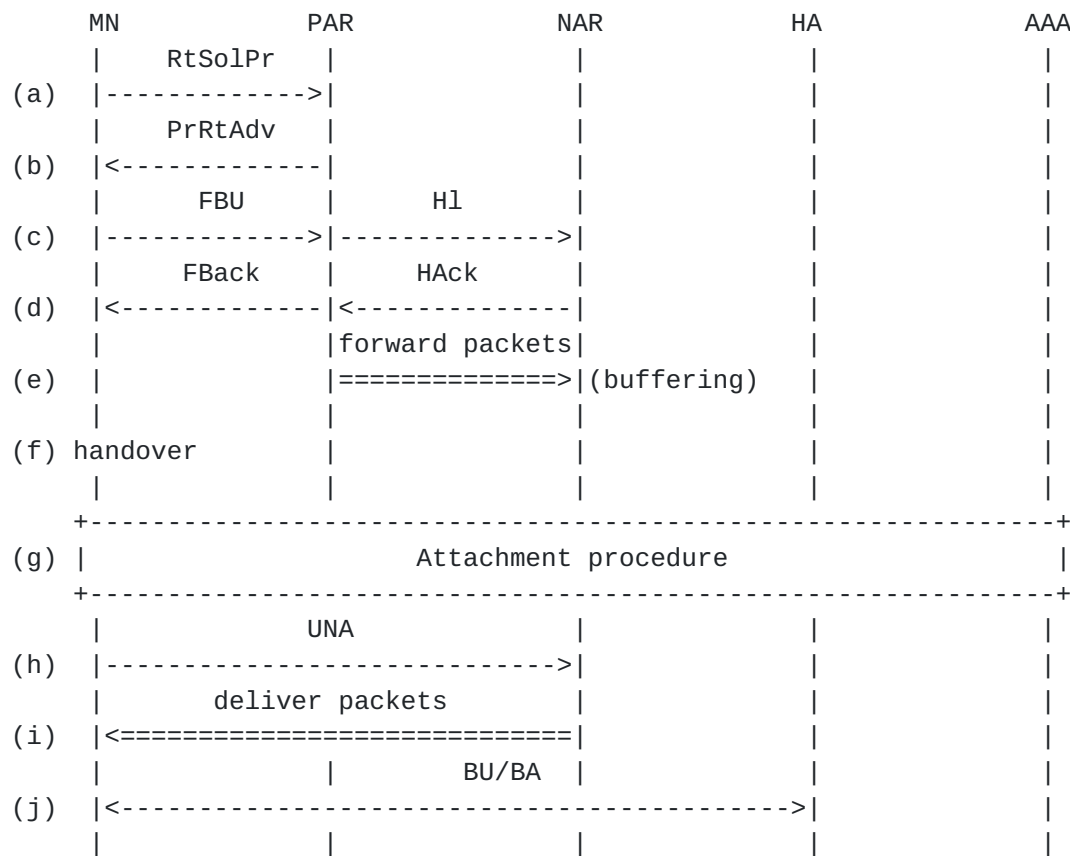 MN PAR NAR HA AAA
RtSolPr
(a)
PrRtAdv
(b)
FBU Hl
(c)
FBack HAck
(d)
forward packets
(e) (buffering)
(f) handover
(g) Attachment procedure
UNA
(h)
deliver packets
(i)
BU/BA
(j)